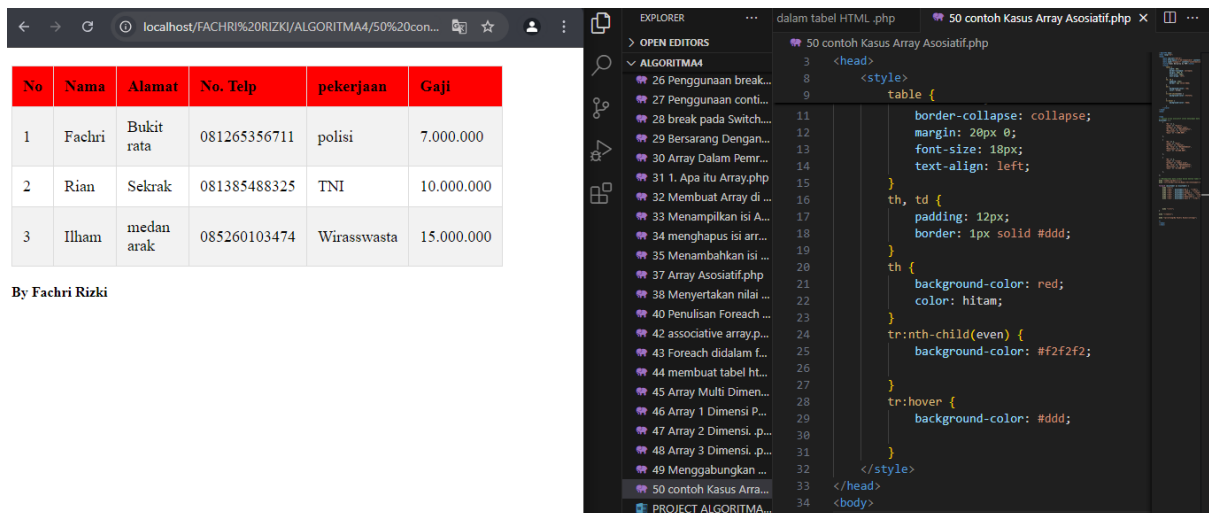 localhost/FACHRI%20RIZKI/ALGORITMA4/50%20con...
No Nama Alamat No. Telp pekerjaan Gaji
1 Fachri Bukit rata 081265356711 polisi 7.000.000
2 Rian Sekrak 081385488325 TNI 10.000.000
3 Ilham medan arak 085260103474 Wirasswasta 15.000.000
By Fachri Rizki
EXPLORER ...
OPEN EDITORS
ALGORITMA4
26 Penggunaan break...
27 Penggunaan conti...
28 break pada Switch....
29 Bersarang Dengan...
30 Array Dalam Pemr...
31 1. Apa itu Array.php
32 Membuat Array di ...
33 Menampilkan isi A...
34 menghapus isi arr...
35 Menambahkan isi ...
37 Array Asosiatif.php
38 Menyertakan nilai ...
40 Penulisan Foreach ...
42 associative array.p...
43 Foreach didalam f...
44 membuat tabel ht...
45 Array Multi Dimen...
46 Array 1 Dimensi P...
47 Array 2 Dimensi. .p...
48 Array 3 Dimensi. .p...
49 Menggabungkan ...
50 contoh Kasus Arra...
PROJECT ALGORITMA...
dalam tabel HTML .php
50 contoh Kasus Array Asosiatif.php
50 contoh Kasus Array Asosiatif.php
3 <head>
8 <style>
9 table {
11 border-collapse: collapse;
12 margin: 20px 0;
13 font-size: 18px;
14 text-align: left;
15 }
16 th, td {
17 padding: 12px;
18 border: 1px solid #ddd;
19 }
20 th {
21 background-color: red;
22 color: hitam;
23 }
24 tr:nth-child(even) {
25 background-color: #f2f2f2;
26
27 }
28 tr:hover {
29 background-color: #ddd;
30
31 }
32 </style>
33 </head>
34 <body>